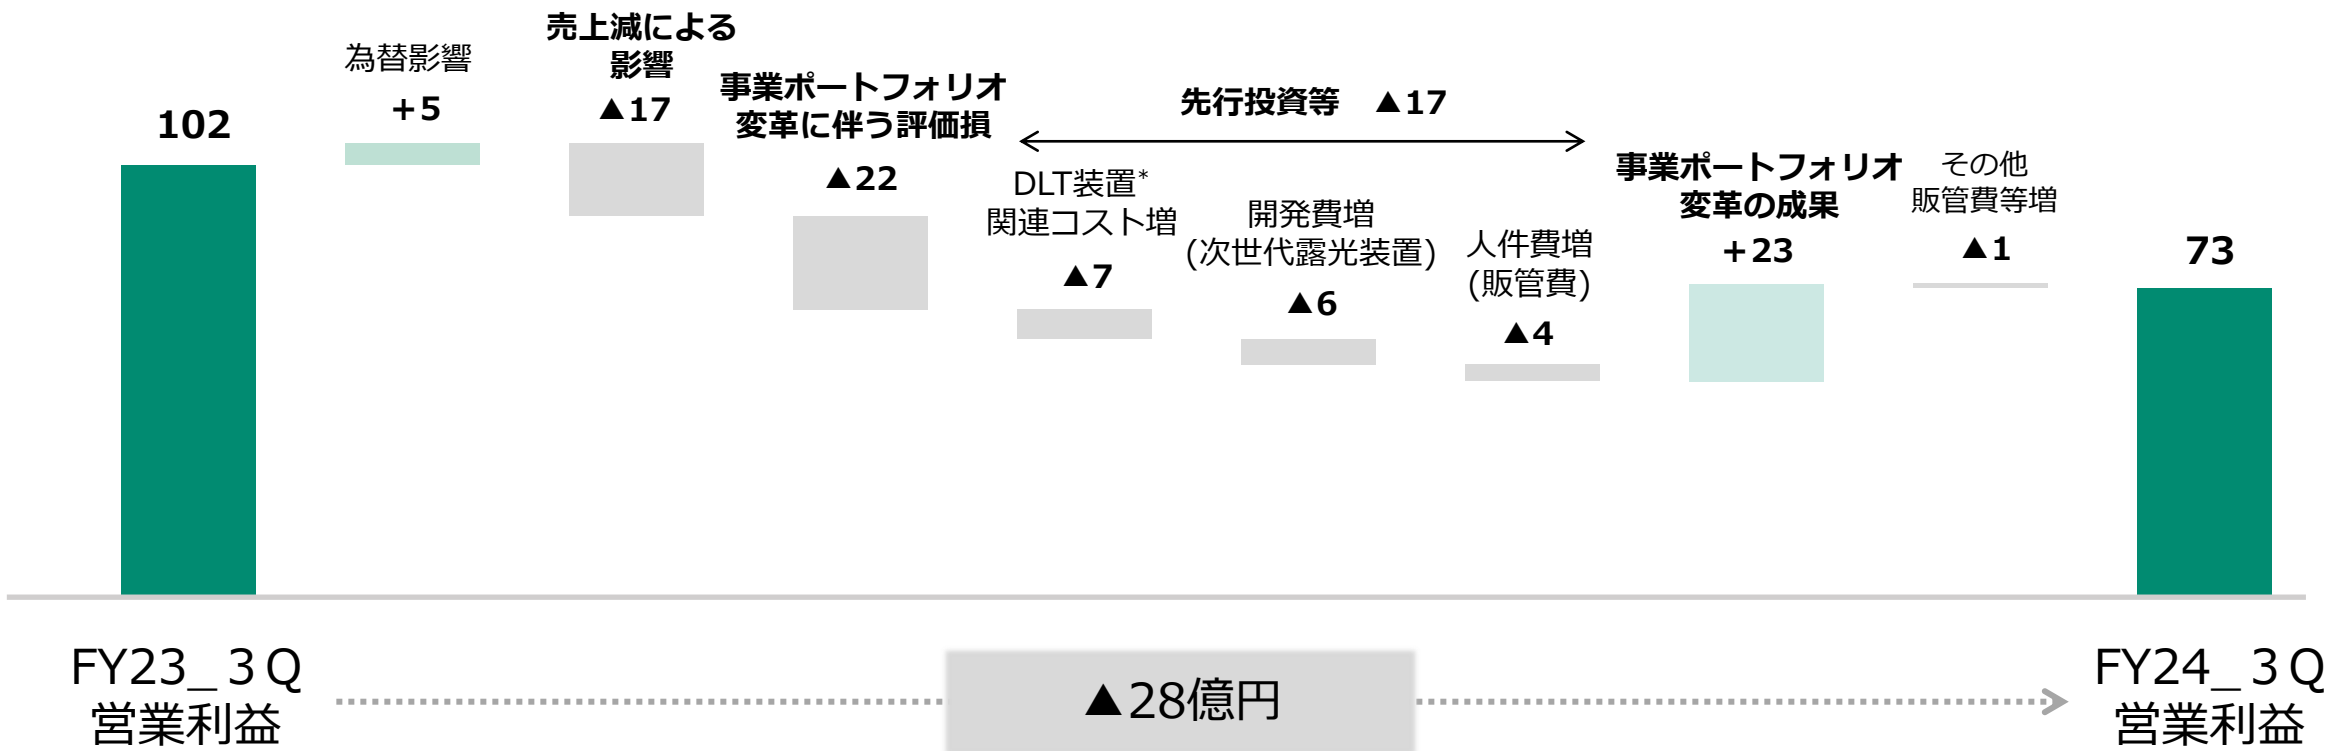 102
為替影響
+5
売上減による
影響
▲17
事業ポートフォリオ
変革に伴う評価損
▲22
先行投資等　▲17
DLT装置*
関連コスト増
▲7
開発費増
(次世代露光装置)
▲6
人件費増
(販管費)
▲4
事業ポートフォリオ
変革の成果
+23
その他
販管費等増
▲1
73
FY23_３Q
営業利益
▲28億円
FY24_３Q
営業利益